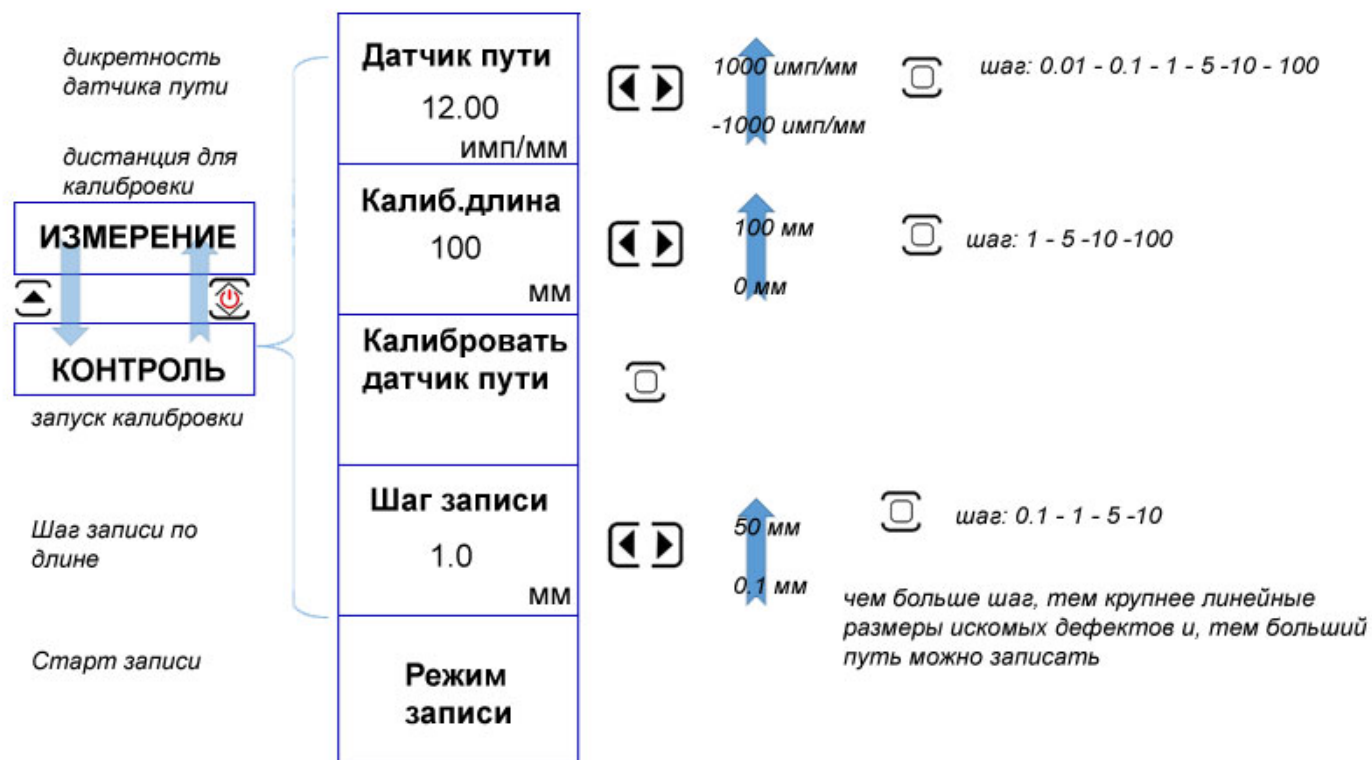 дикретность
датчика пути
дистанция для
калибровки
ИЗМЕРЕНИЕ
КОНТРОЛЬ
запуск калибровки
Шаг записи по
длине
Старт записи
Датчик пути
12.00
имп/мм
Калиб.длина
100
мм
Калибровать
датчик пути
Шаг записи
1.0
мм
Режим
записи
1000 имп/мм
-1000 имп/мм
шаг: 0.01 - 0.1 - 1 - 5 -10 - 100
100 мм
0 мм
шаг: 1 - 5 -10 -100
50 мм
0.1 мм
шаг: 0.1 - 1 - 5 -10
чем больше шаг, тем крупнее линейные
размеры искомых дефектов и, тем больший
путь можно записать